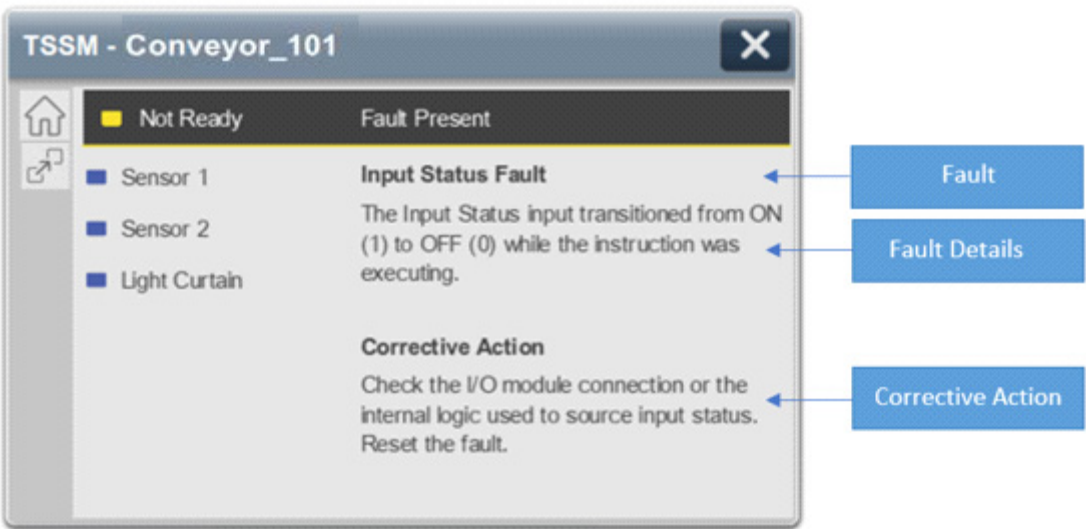 TSSM - Conveyor_101
Not Ready
Fault Present
Sensor 1
Sensor 2
Light Curtain
Input Status Fault
The Input Status input transitioned from ON
(1) to OFF (0) while the instruction was
executing.
Corrective Action
Check the I/O module connection or the
internal logic used to source input status.
Reset the fault.
Fault
Fault Details
Corrective Action